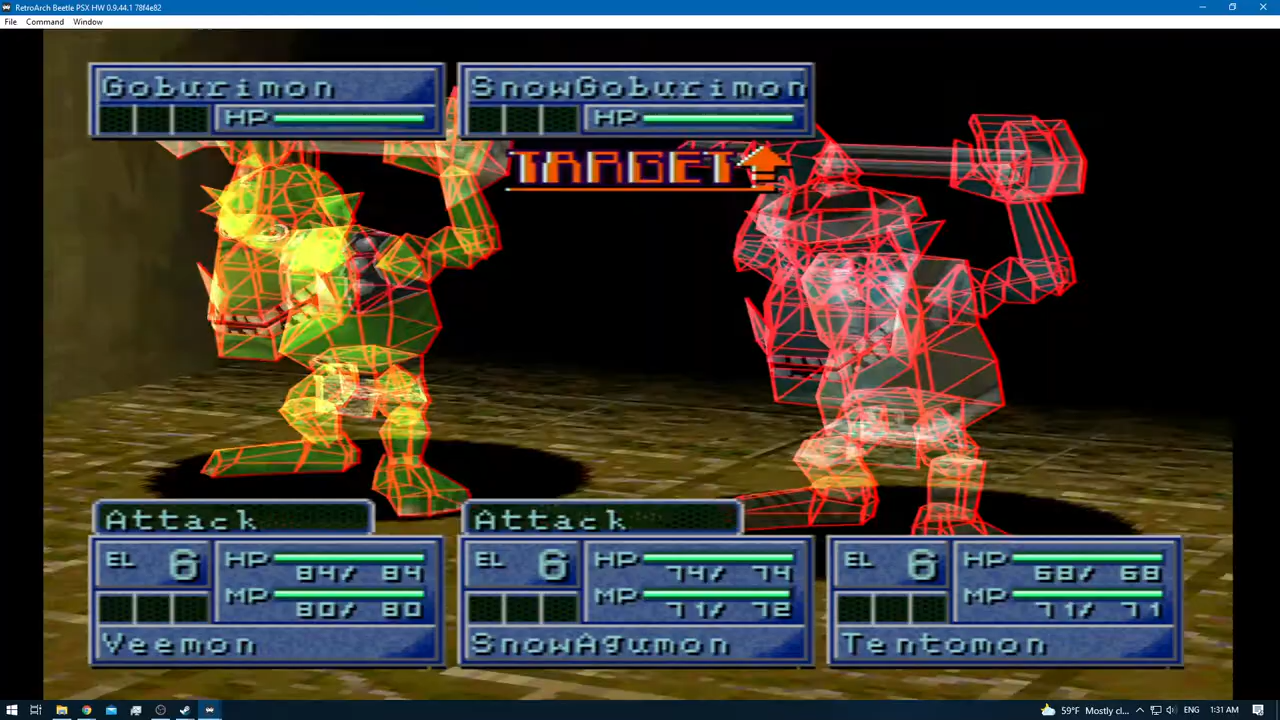 RetroArch Beetle PSX HW 0.9.44.1 78f4e82
File Command Window
Goburimon
HP
SnowGoburimon
HP
TARGET
Attack
EL 6
HP 84/ 84
MP 80/ 80
Veemon
Attack
EL 6
HP 74/ 74
MP 71/ 72
SnowAgumon
EL 6
HP 68/ 68
MP 71/ 71
Tentomon
59°F Mostly cl... ENG 1:31 AM